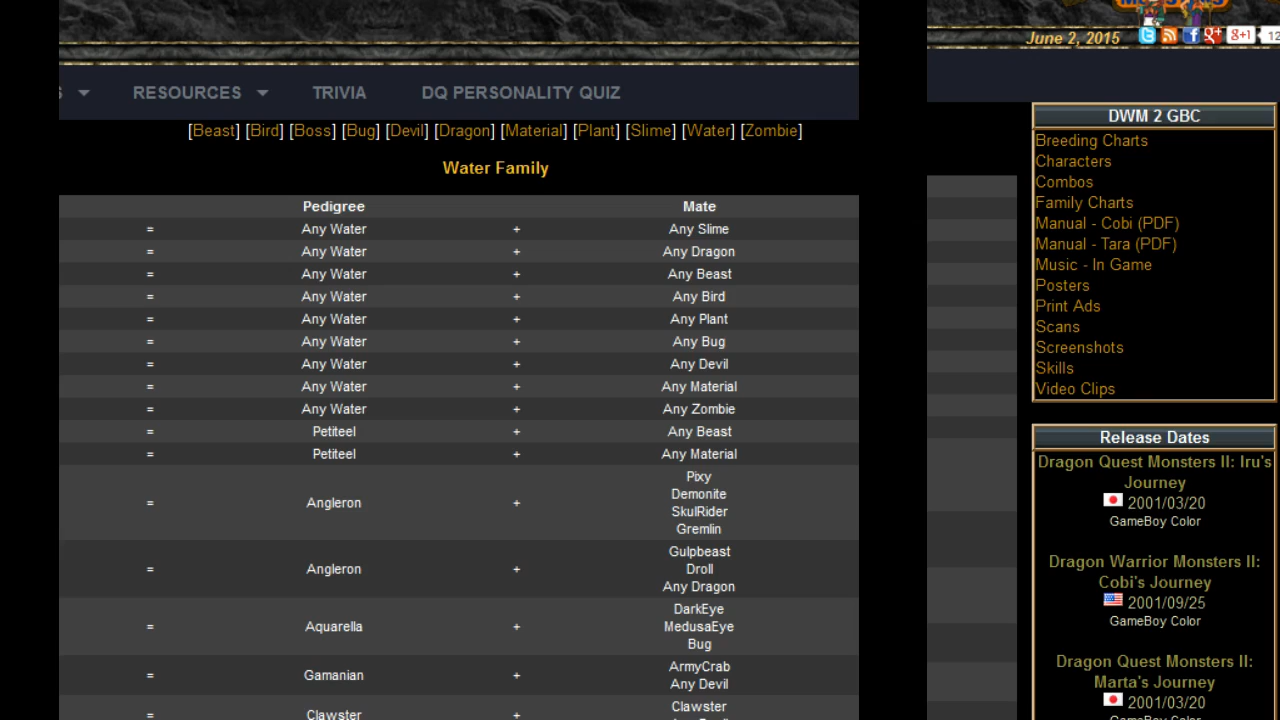 June 2, 2015
8+1
12
S
RESOURCES
TRIVIA
DQ PERSONALITY QUIZ
[Beast] [Bird] [Boss] [Bug] [Devil] [Dragon] [Material] [Plant] [Slime] [Water] [Zombie]
Water Family
Pedigree Mate
= Any Water + Any Slime
= Any Water + Any Dragon
= Any Water + Any Beast
= Any Water + Any Bird
= Any Water + Any Plant
= Any Water + Any Bug
= Any Water + Any Devil
= Any Water + Any Material
= Any Water + Any Zombie
= Petiteel + Any Beast
= Petiteel + Any Material
Pixy
Demonite
= Angleron + SkulRider
Gremlin
Gulpbeast
= Angleron + Droll
Any Dragon
DarkEye
= Aquarella + MedusaEye
Bug
ArmyCrab
= Gamanian +
Any Devil
Clawster
= Clawster +
DWM 2 GBC
Breeding Charts
Characters
Combos
Family Charts
Manual - Cobi (PDF)
Manual - Tara (PDF)
Music - In Game
Posters
Print Ads
Scans
Screenshots
Skills
Video Clips
Release Dates
Dragon Quest Monsters II: Iru's
Journey
2001/03/20
GameBoy Color
Dragon Warrior Monsters II:
Cobi's Journey
2001/09/25
GameBoy Color
Dragon Quest Monsters II:
Marta's Journey
2001/03/20
GameBoy Color